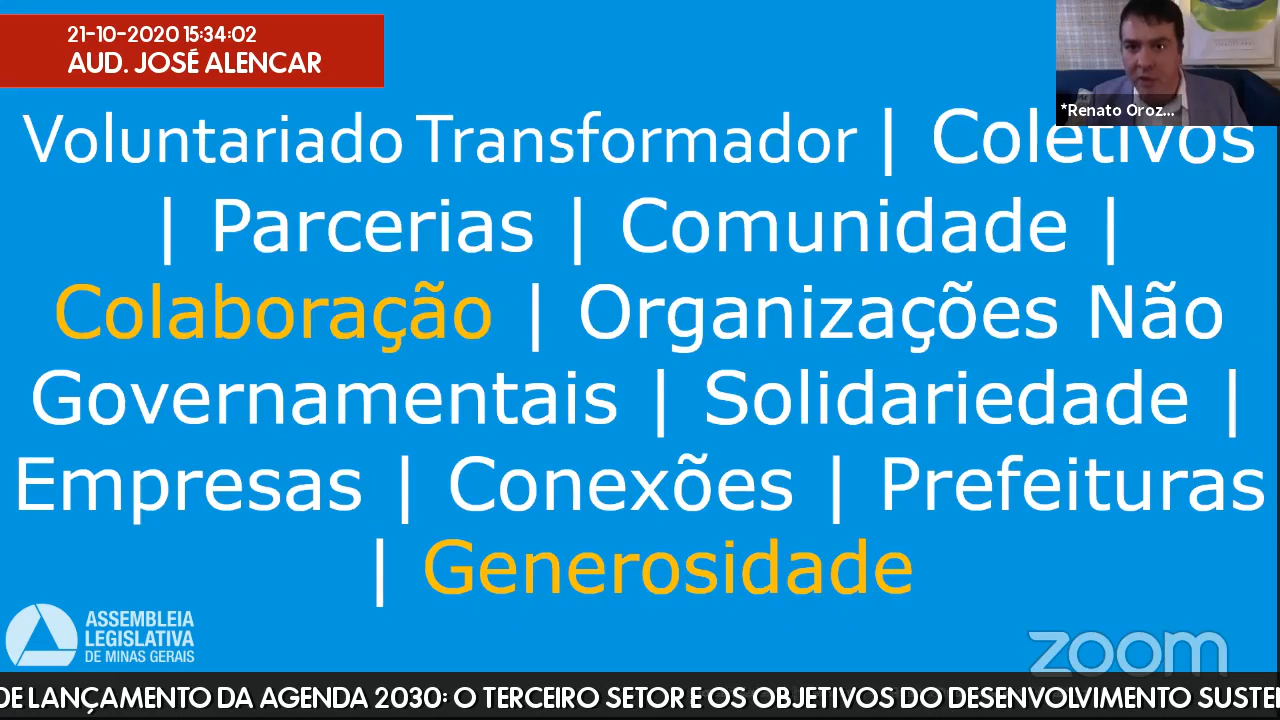 21-10-2020 15:34:02
AUD. JOSÉ ALENCAR
*Renato Oroz...
Voluntariado Transformador | Coletivos
| Parcerias | Comunidade |
Colaboração | Organizações Não
Governamentais | Solidariedade |
Empresas | Conexões | Prefeituras
| Generosidade
ASSEMBLEIA
LEGISLATIVA
DE MINAS GERAIS
zoom
DE LANÇAMENTO DA AGENDA 2030: O TERCEIRO SETOR E OS OBJETIVOS DO DESENVOLVIMENTO SUSTE